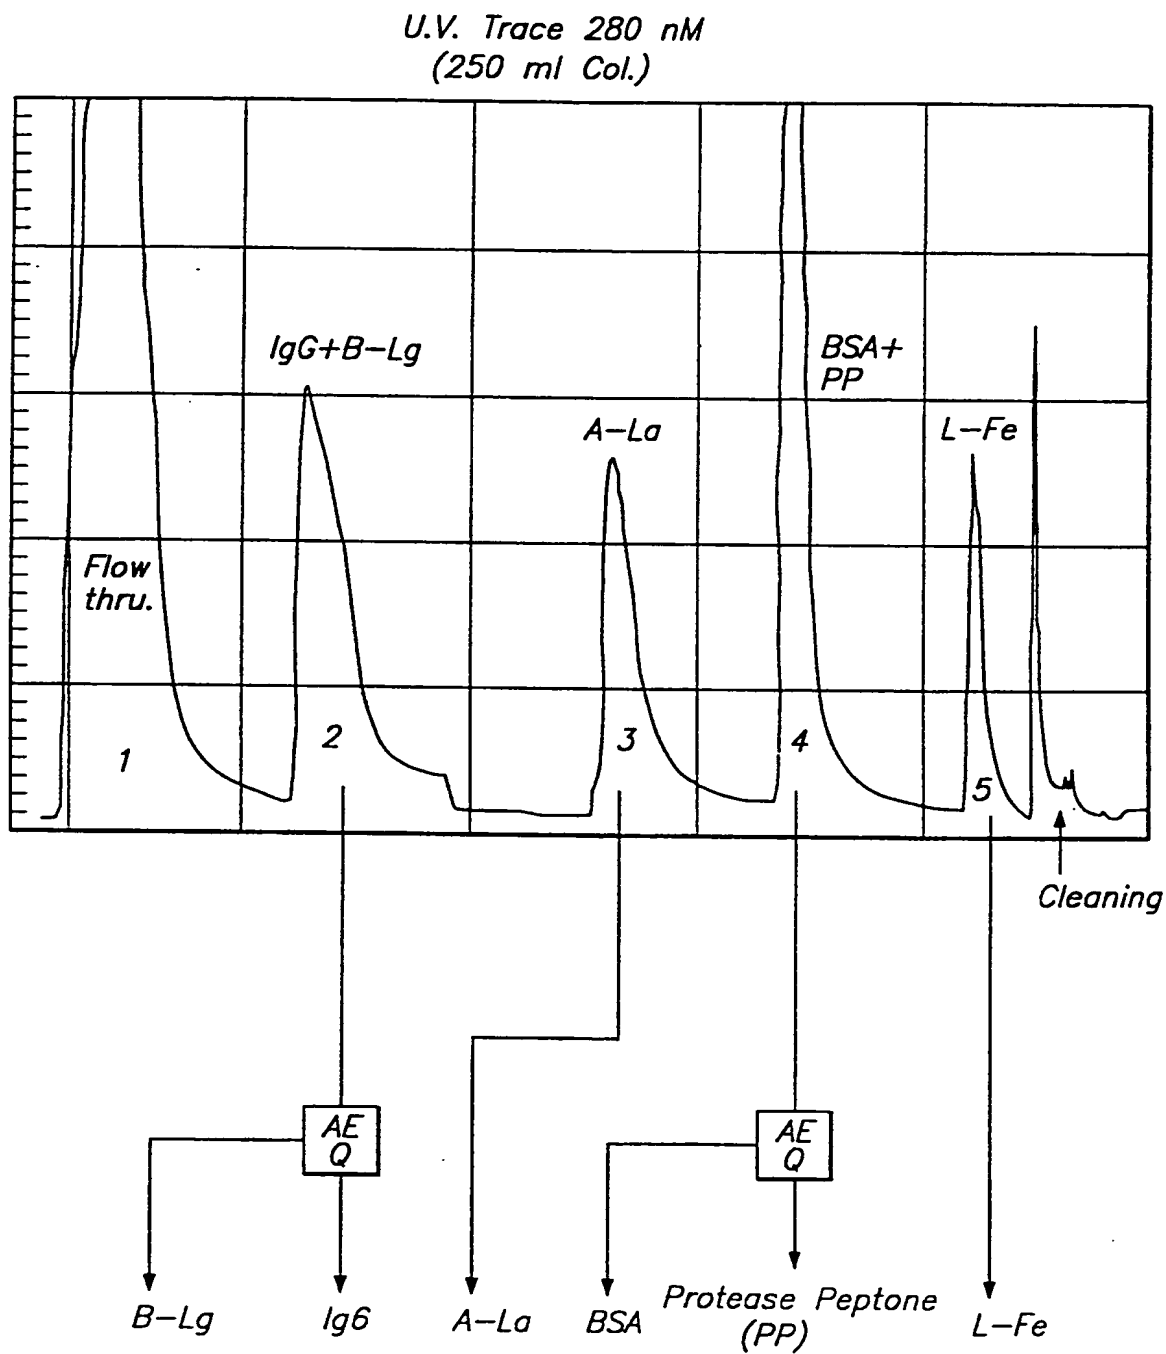 U.V. Trace 280 nM
(250 ml Col.)
IgG+B-Lg
BSA+
PP
A-La
L-Fe
Flow
thru.
1
2
3
4
5
Cleaning
AE
Q
AE
Q
B-Lg
Ig6
A-La
BSA
Protease Peptone
(PP)
L-Fe